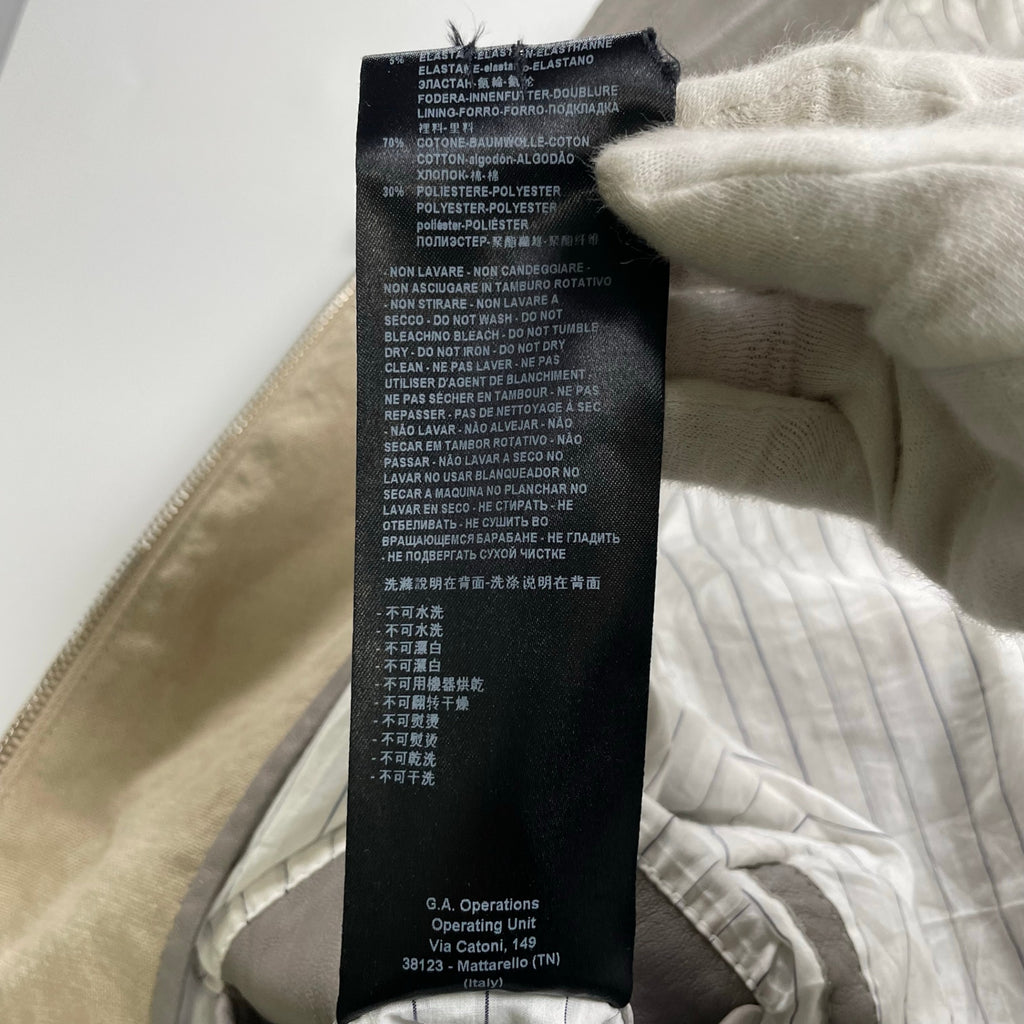 5% ELASTAN-ELASTHANNE
ELASTANE-elastano-ELASTANO
ЭЛАСТАН-氨綸-氨纶
FODERA-INNENFUTTER-DOUBLURE
LINING-FORRO-FORRO-ПОДКЛАДКА
裡料-里料
70% COTONE-BAUMWOLLE-COTON
COTTON-algodón-ALGODÃO
ХЛОПОК-棉-棉
30% POLIESTERE-POLYESTER
POLYESTER-POLYESTER
poliéster-POLIÉSTER
ПОЛИЭСТЕР-聚酯纖維-聚酯纤维
- NON LAVARE - NON CANDEGGIARE -
NON ASCIUGARE IN TAMBURO ROTATIVO
- NON STIRARE - NON LAVARE A
SECCO - DO NOT WASH - DO NOT
BLEACHINO BLEACH - DO NOT TUMBLE
DRY - DO NOT IRON - DO NOT DRY
CLEAN - NE PAS LAVER - NE PAS
UTILISER D'AGENT DE BLANCHIMENT
NE PAS SÉCHER EN TAMBOUR - NE PAS
REPASSER - PAS DE NETTOYAGE À SEC
- NÃO LAVAR - NÃO ALVEJAR - NÃO
SECAR EM TAMBOR ROTATIVO - NÃO
PASSAR - NÃO LAVAR A SECO NO
LAVAR NO USAR BLANQUEADOR NO
SECAR A MAQUINA NO PLANCHAR NO
LAVAR EN SECO - НЕ СТИРАТЬ - НЕ
ОТБЕЛИВАТЬ - НЕ СУШИТЬ ВО
ВРАЩАЮЩЕМСЯ БАРАБАНЕ - НЕ ГЛАДИТЬ
- НЕ ПОДВЕРГАТЬ СУХОЙ ЧИСТКЕ
洗滌說明在背面-洗涤说明在背面
- 不可水洗
- 不可水洗
- 不可漂白
- 不可漂白
- 不可用機器烘乾
- 不可翻转干燥
- 不可熨燙
- 不可熨烫
- 不可乾洗
- 不可干洗
G.A. Operations
Operating Unit
Via Catoni, 149
38123 - Mattarello (TN)
(Italy)